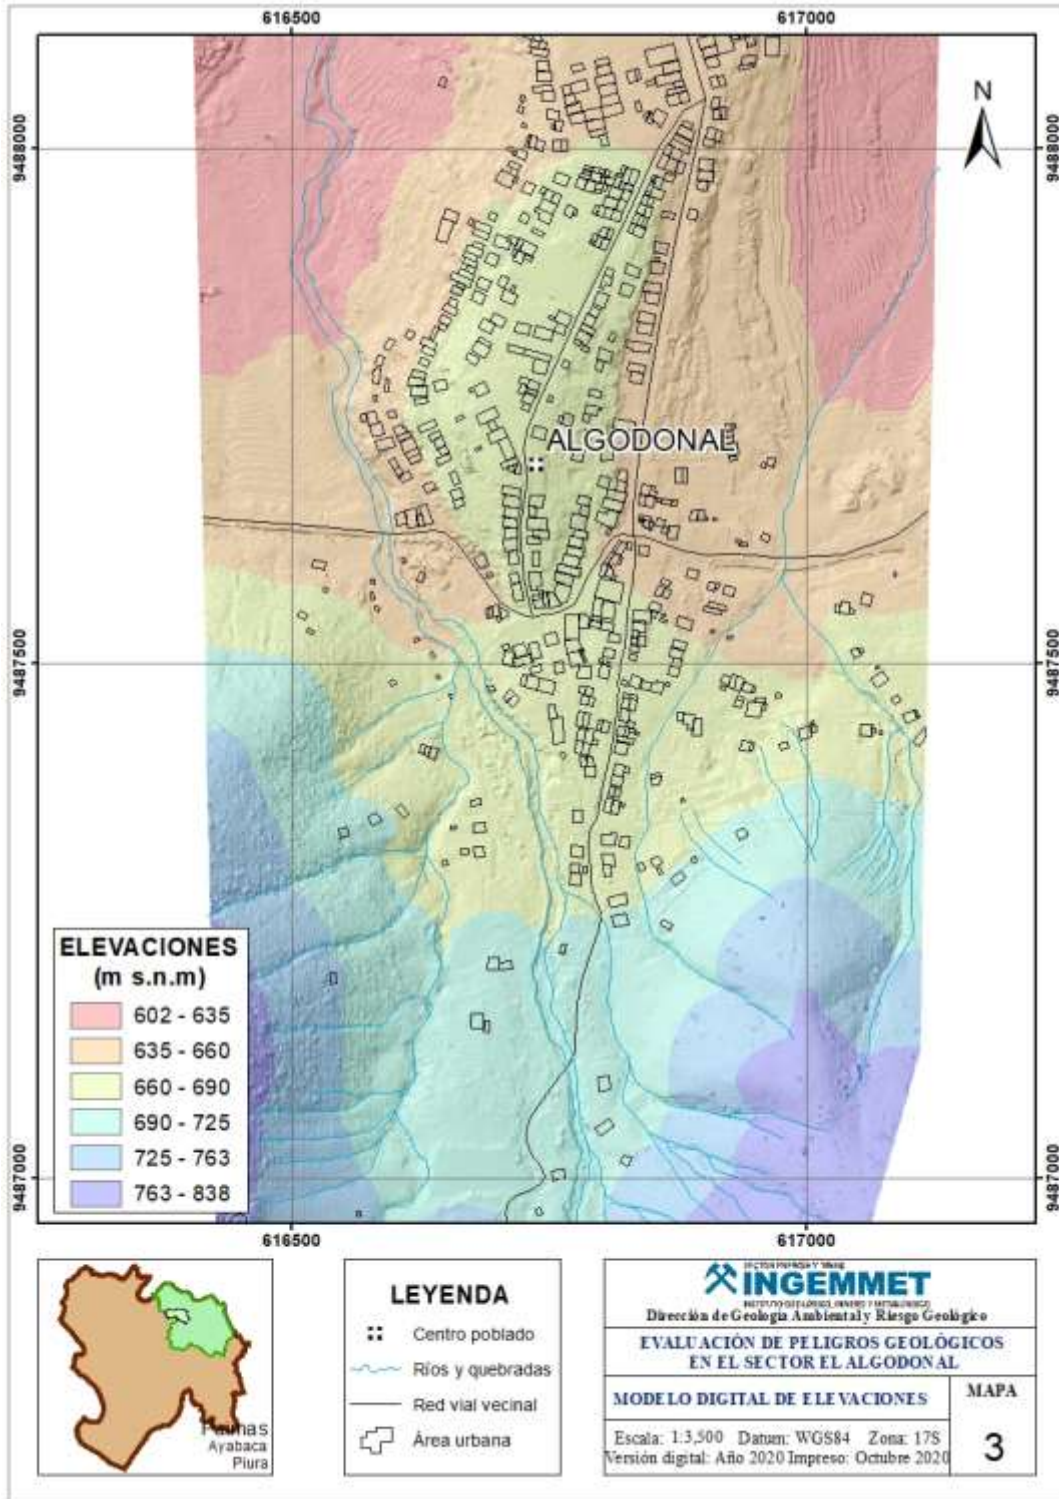 616500
617000
N
9488000
9488000
ALGODONAL
9487500
9487500
ELEVACIONES
(m s.n.m)
602 - 635
635 - 660
660 - 690
690 - 725
725 - 763
763 - 838
9487000
9487000
616500
617000
Paimas
Ayabaca
Piura
LEYENDA
Centro poblado
Ríos y quebradas
Red vial vecinal
Área urbana
INGEMMET
Dirección de Geología Ambiental y Riesgo Geológico
EVALUACIÓN DE PELIGROS GEOLÓGICOS
EN EL SECTOR EL ALGODONAL
MODELO DIGITAL DE ELEVACIONES
MAPA
3
Escala: 1:3,500 Datum: WGS84 Zona: 17S
Versión digital: Año 2020 Impreso: Octubre 2020